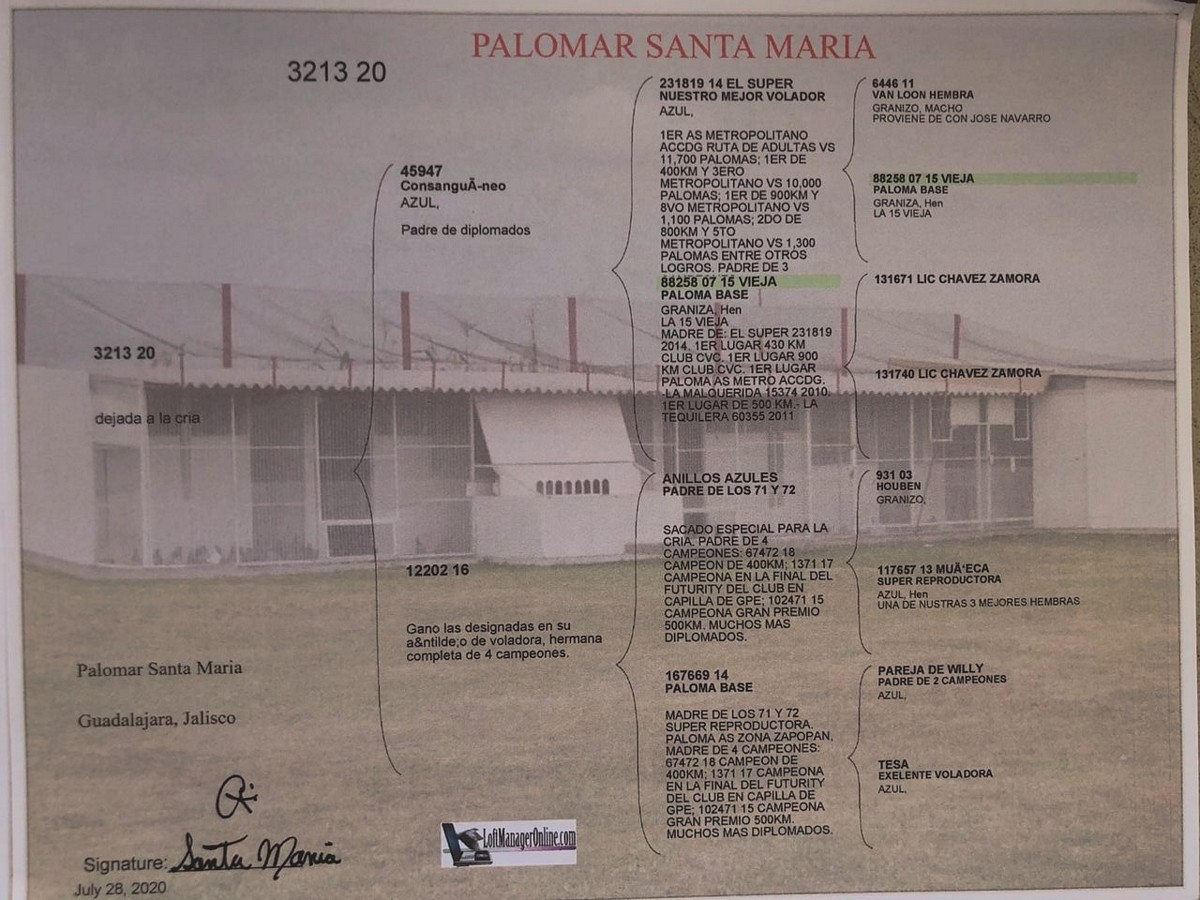 PALOMAR SANTA MARIA
3213 20
3213 20
dejada a la cria
45947
ConsanguÃ-neo
AZUL,
Padre de diplomados
12202 16
Gano las designadas en su
a&ntilde;o de voladora, hermana
completa de 4 campeones.
231819 14 EL SUPER
NUESTRO MEJOR VOLADOR
AZUL,
1ER AS METROPOLITANO
ACCDG RUTA DE ADULTAS VS
11,700 PALOMAS; 1ER DE
400KM Y 3ERO
METROPOLITANO VS 10,000
PALOMAS; 1ER DE 900KM Y
8VO METROPOLITANO VS
1,100 PALOMAS; 2DO DE
800KM Y 5TO
METROPOLITANO VS 1,300
PALOMAS ENTRE OTROS
LOGROS. PADRE DE 3
88258 07 15 VIEJA
PALOMA BASE
GRANIZA, Hen
LA 15 VIEJA
MADRE DE: EL SUPER 231819
2014. 1ER LUGAR 430 KM
CLUB CVC. 1ER LUGAR 900
KM CLUB CVC. 1ER LUGAR
PALOMA AS METRO ACCDG.
-LA MALQUERIDA 15374 2010.
1ER LUGAR DE 500 KM.- LA
TEQUILERA 60355 2011
ANILLOS AZULES
PADRE DE LOS 71 Y 72
SACADO ESPECIAL PARA LA
CRIA. PADRE DE 4
CAMPEONES: 67472 18
CAMPEON DE 400KM; 1371 17
CAMPEONA EN LA FINAL DEL
FUTURITY DEL CLUB EN
CAPILLA DE GPE; 102471 15
CAMPEONA GRAN PREMIO
500KM. MUCHOS MAS
DIPLOMADOS.
167669 14
PALOMA BASE
MADRE DE LOS 71 Y 72
SUPER REPRODUCTORA.
PALOMA AS ZONA ZAPOPAN,
MADRE DE 4 CAMPEONES:
67472 18 CAMPEON DE
400KM; 1371 17 CAMPEONA
EN LA FINAL DEL FUTURITY
DEL CLUB EN CAPILLA DE
GPE; 102471 15 CAMPEONA
GRAN PREMIO 500KM.
MUCHOS MAS DIPLOMADOS.
6446 11
VAN LOON HEMBRA
GRANIZO, MACHO
PROVIENE DE CON JOSE NAVARRO
88258 07 15 VIEJA
PALOMA BASE
GRANIZA, Hen
LA 15 VIEJA
131671 LIC CHAVEZ ZAMORA
131740 LIC CHAVEZ ZAMORA
931 03
HOUBEN
GRANIZO,
117657 13 MUÃ‘ECA
SUPER REPRODUCTORA
AZUL, Hen
UNA DE NUSTRAS 3 MEJORES HEMBRAS
PAREJA DE WILLY
PADRE DE 2 CAMPEONES
AZUL,
TESA
EXELENTE VOLADORA
AZUL,
Palomar Santa Maria
Guadalajara, Jalisco
Signature: Santa Maria
July 28, 2020
LoftManagerOnline.com